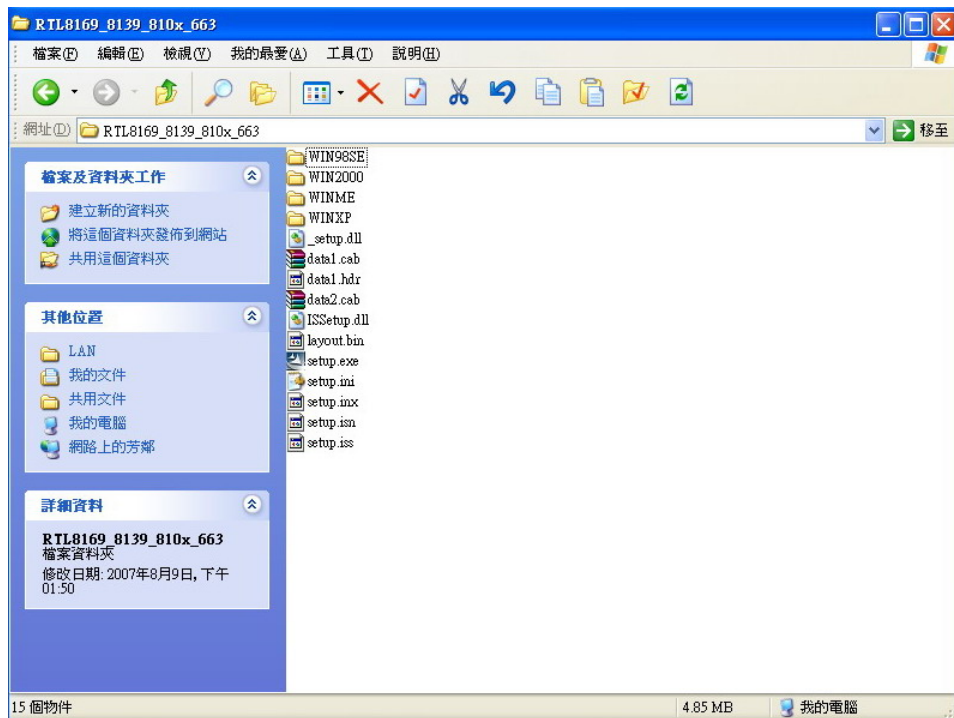 RTL8169_8139_810x_663
檔案(F) 編輯(E) 檢視(V) 我的最愛(A) 工具(T) 說明(H)
網址(D) RTL8169_8139_810x_663 移至
檔案及資料夾工作
建立新的資料夾
將這個資料夾發佈到網站
共用這個資料夾
其他位置
LAN
我的文件
共用文件
我的電腦
網路上的芳鄰
詳細資料
RTL8169_8139_810x_663
檔案資料夾
修改日期: 2007年8月9日, 下午
01:50
WIN98SE
WIN2000
WINME
WINXP
_setup.dll
data1.cab
data1.hdr
data2.cab
ISSetup.dll
layout.bin
setup.exe
setup.ini
setup.inx
setup.isn
setup.iss
15 個物件 4.85 MB 我的電腦